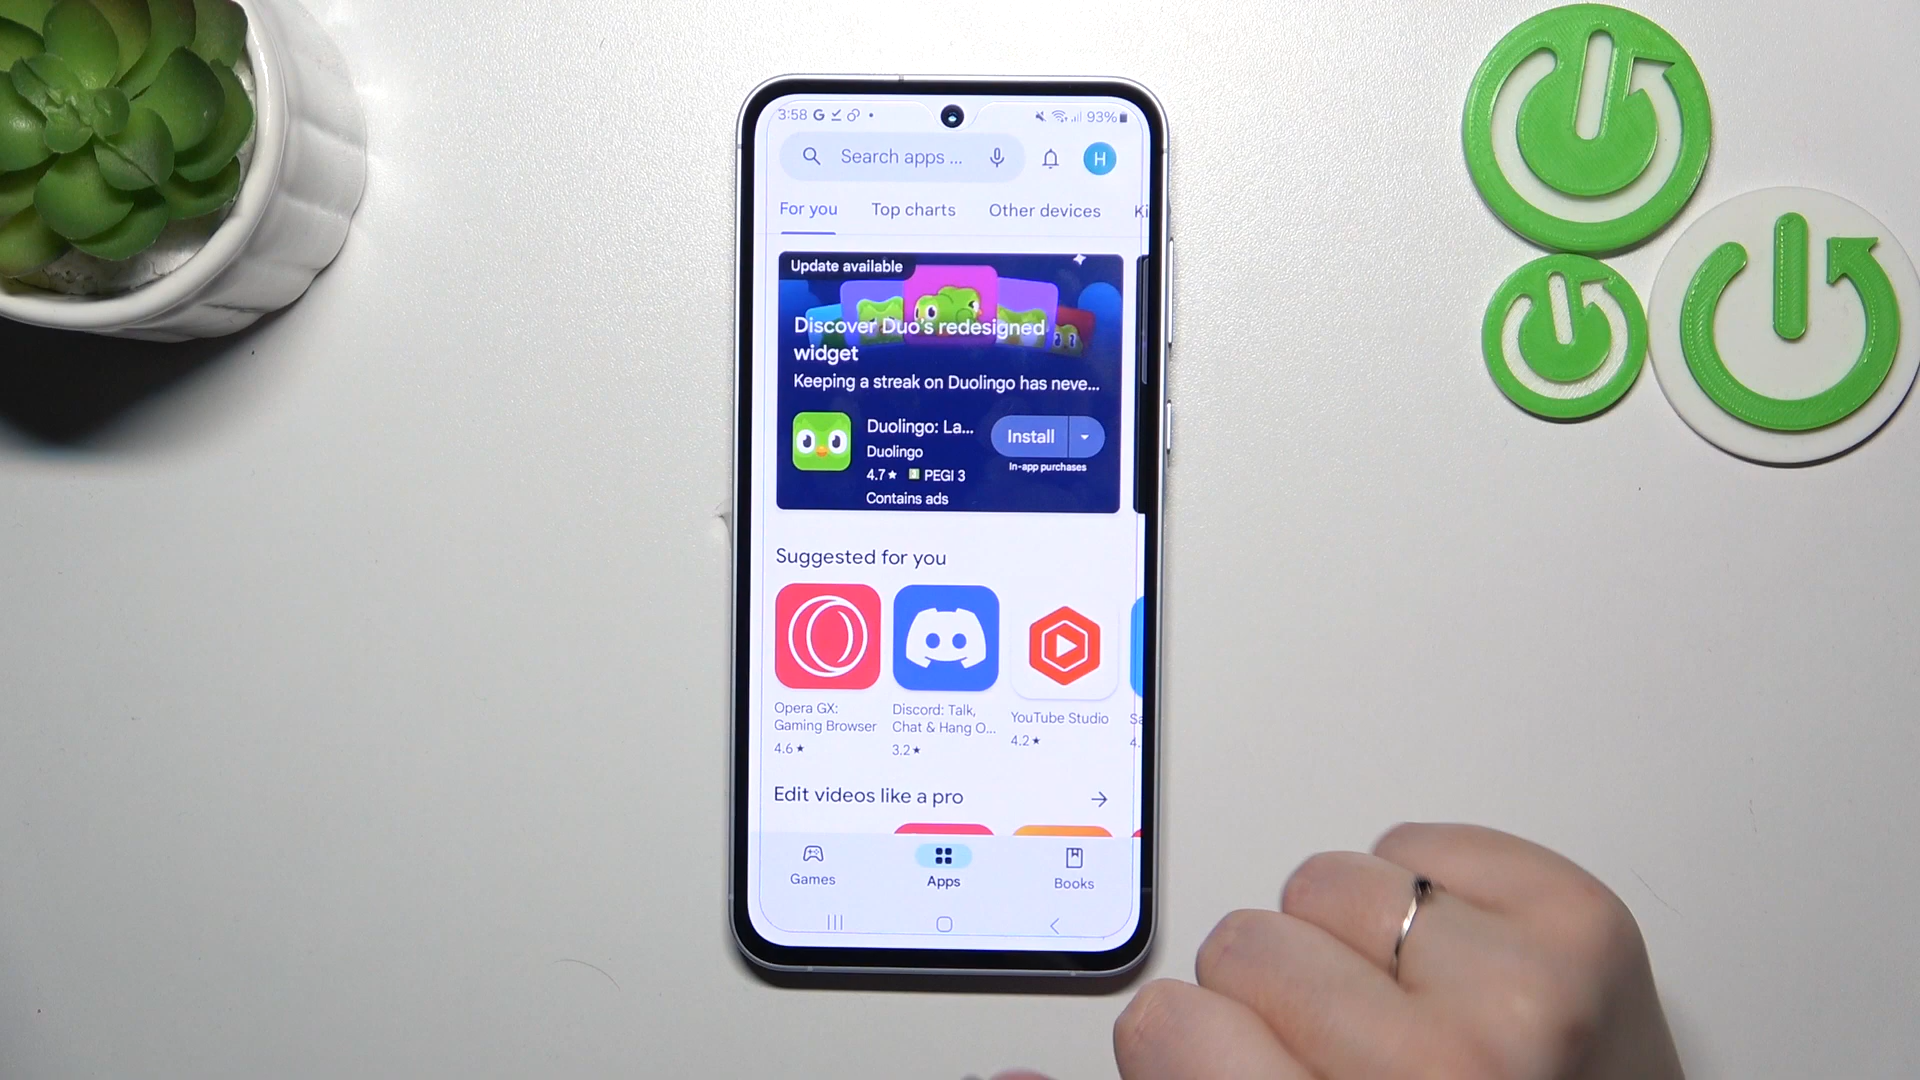 3:58
93%
Search apps ...
H
For you
Top charts
Other devices
Ki
Update available
Discover Duo's redesigned
widget
Keeping a streak on Duolingo has neve...
Duolingo: La...
Duolingo
4.7★
3 PEGI 3
Contains ads
Install
In-app purchases
Suggested for you
Opera GX:
Gaming Browser
4.6★
Discord: Talk,
Chat & Hang O...
3.2★
YouTube Studio
4.2★
Sa
4.
Edit videos like a pro
Games
Apps
Books